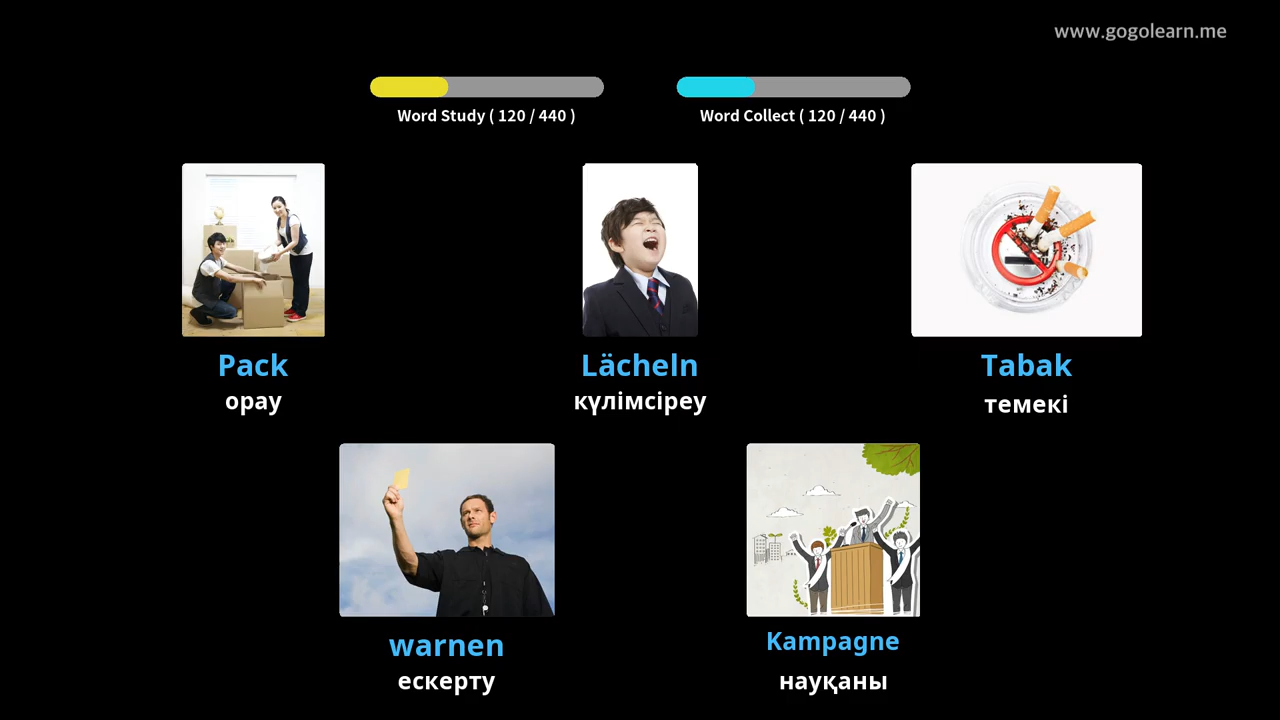 www.gogolearn.me
Word Study ( 120 / 440 )
Word Collect ( 120 / 440 )
Pack
орау
Lächeln
күлімсіреу
Tabak
темекі
warnen
ескерту
Kampagne
науқаны